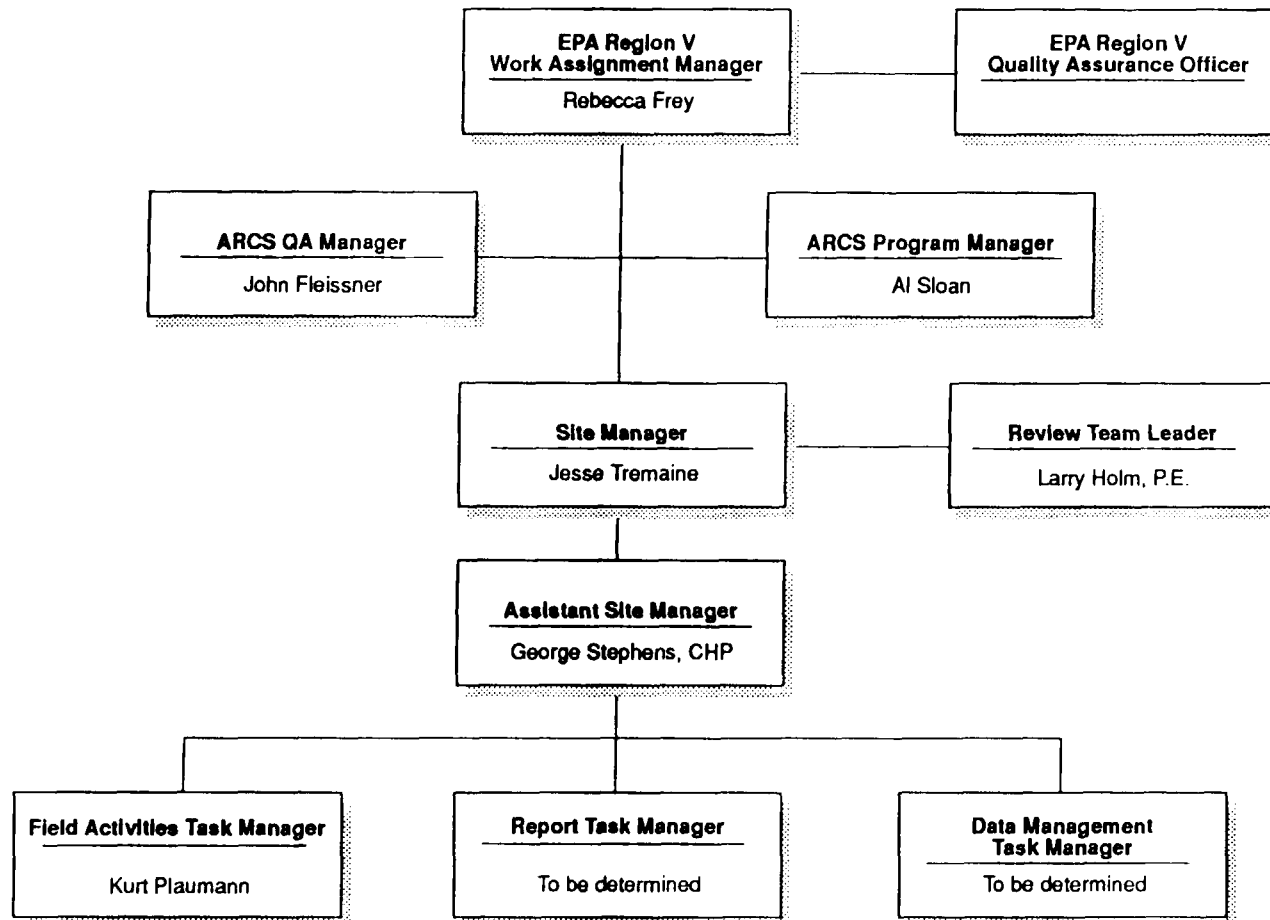 EPA Region V
Work Assignment Manager
Rebecca Frey
EPA Region V
Quality Assurance Officer
ARCS QA Manager
John Fleissner
ARCS Program Manager
Al Sloan
Site Manager
Jesse Tremaine
Review Team Leader
Larry Holm, P.E.
Assistant Site Manager
George Stephens, CHP
Field Activities Task Manager
Kurt Plaumann
Report Task Manager
To be determined
Data Management
Task Manager
To be determined